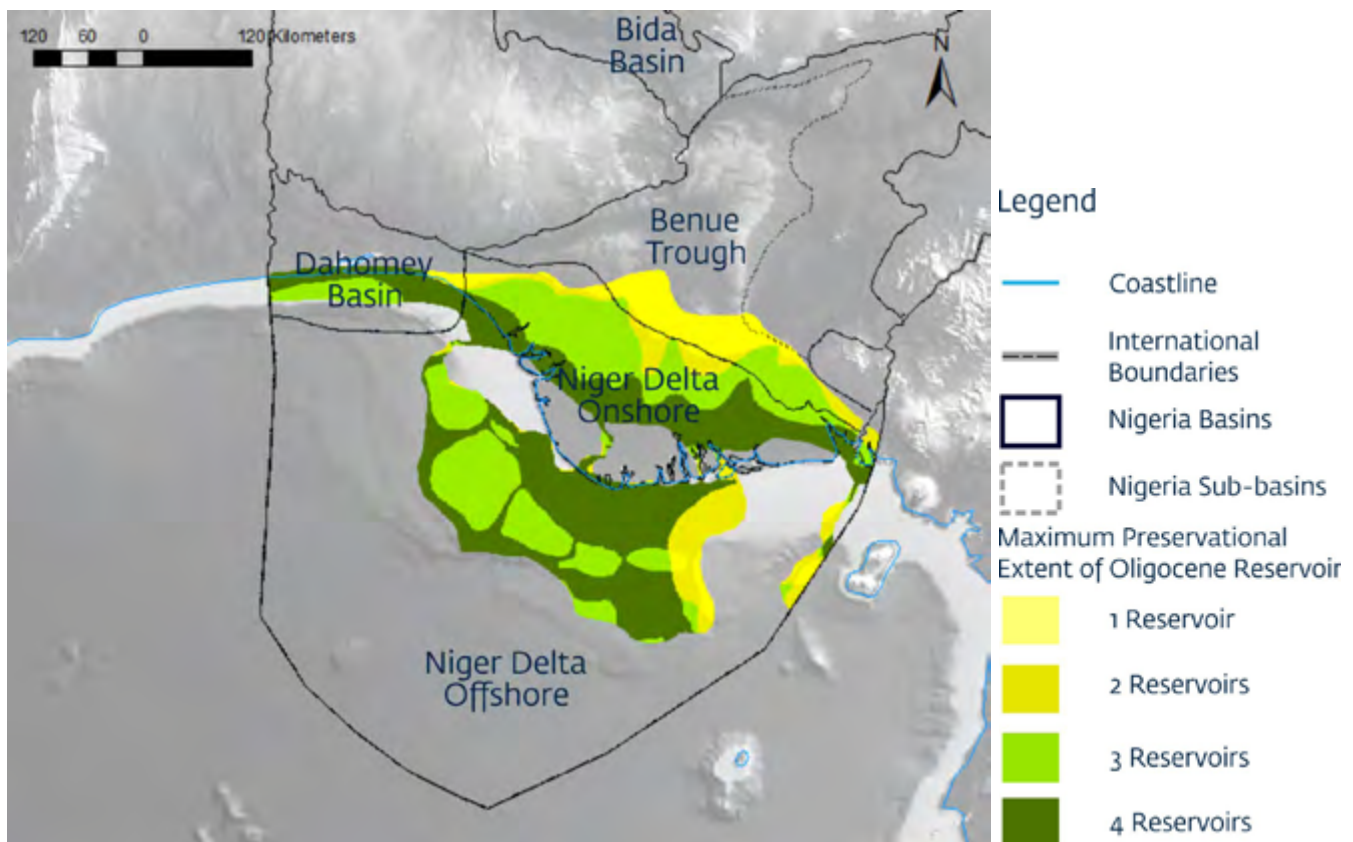 120 60 0 120 Kilometers
Bida
Basin
N
Benue
Trough
Dahomey
Basin
Niger Delta
Onshore
Niger Delta
Offshore
Legend
Coastline
International
Boundaries
Nigeria Basins
Nigeria Sub-basins
Maximum Preservational
Extent of Oligocene Reservoir
1 Reservoir
2 Reservoirs
3 Reservoirs
4 Reservoirs